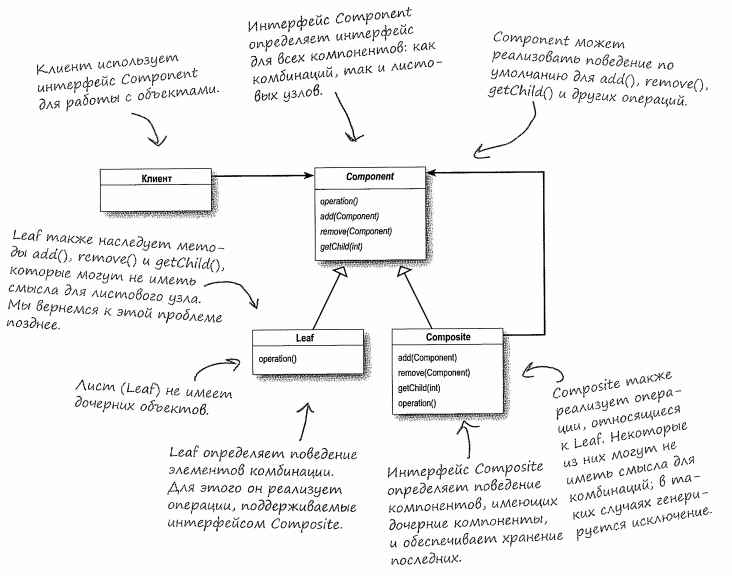 Клиент использует
интерфейс Component
для работы с объектами.
Интерфейс Component
определяет интерфейс
для всех компонентов: как
комбинаций, так и листо-
вых узлов.
Component может
реализовать поведение по
умолчанию для add(), remove(),
getChild() и других операций.
Клиент
Component
operation()
add(Component)
remove(Component)
getChild(int)
Leaf также наследует мето-
ды add(), remove() и getChild(),
которые могут не иметь
смысла для листового узла.
Мы вернемся к этой проблеме
позднее.
Leaf
operation()
Composite
add(Component)
remove(Component)
getChild(int)
operation()
Лист (Leaf) не имеет
дочерних объектов.
Leaf определяет поведение
элементов комбинации.
Для этого он реализует
операции, поддерживаемые
интерфейсом Composite.
Интерфейс Composite
определяет поведение
компонентов, имеющих
дочерние компоненты,
и обеспечивает хранение
последних.
Composite также
реализует опера-
ции, относящиеся
к Leaf. Некоторые
из них могут не
иметь смысла для
комбинаций; в та-
ких случаях генери-
руется исключение.